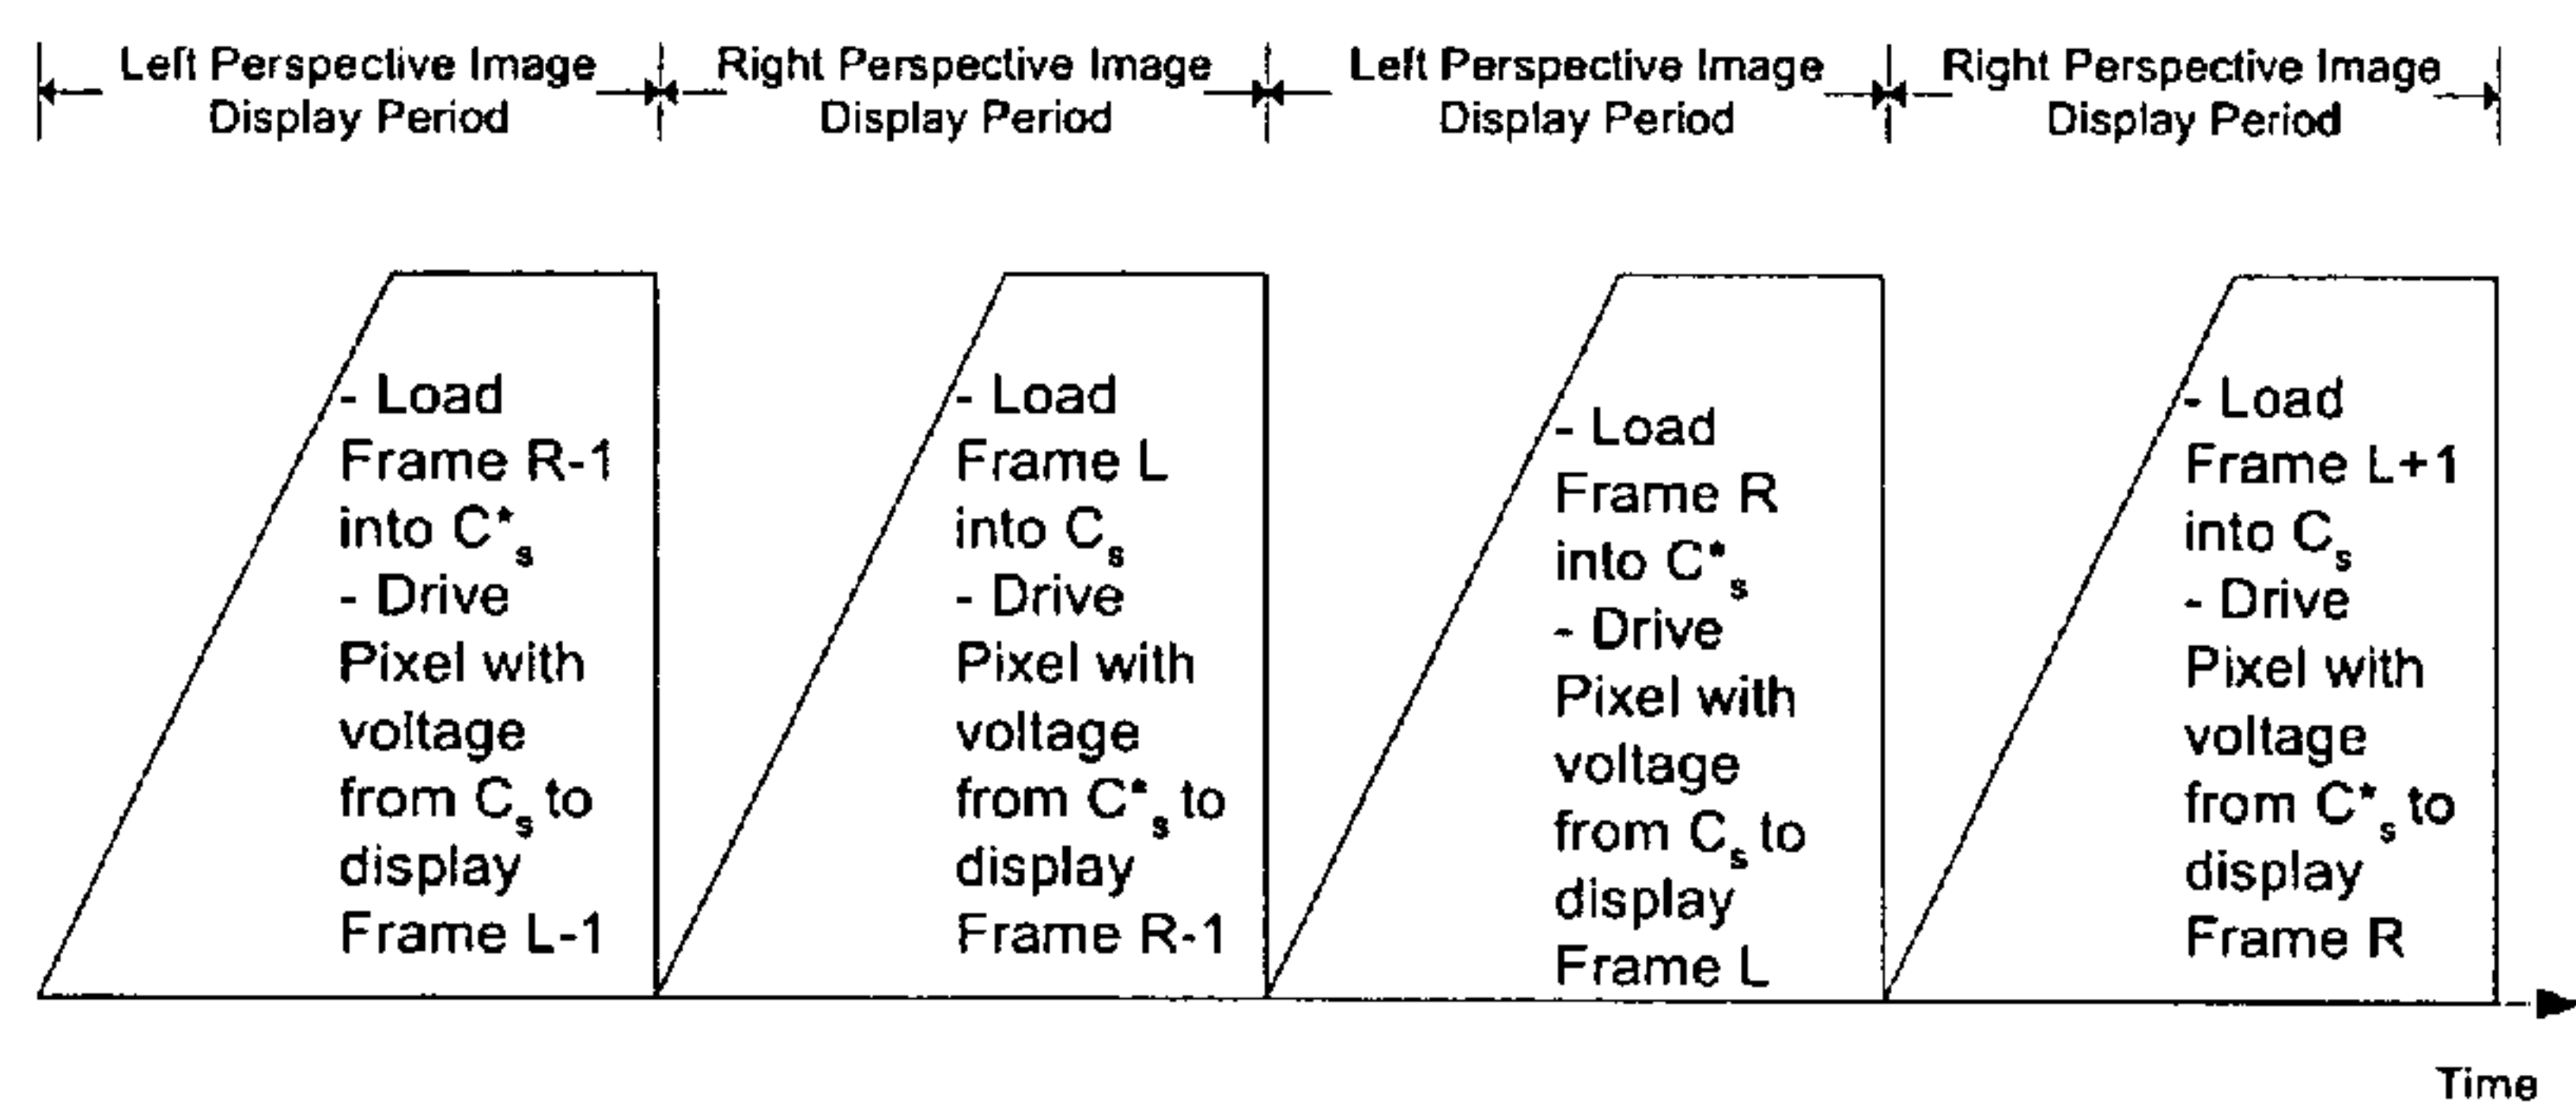 Left Perspective Image
Display Period
Right Perspective Image
Display Period
Left Perspective Image
Display Period
Right Perspective Image
Display Period
- Load
Frame R-1
into C*s
- Drive
Pixel with
voltage
from Cs to
display
Frame L-1
- Load
Frame L
into Cs
- Drive
Pixel with
voltage
from C*s to
display
Frame R-1
- Load
Frame R
into C*s
- Drive
Pixel with
voltage
from Cs to
display
Frame L
- Load
Frame L+1
into Cs
- Drive
Pixel with
voltage
from C*s to
display
Frame R
Time